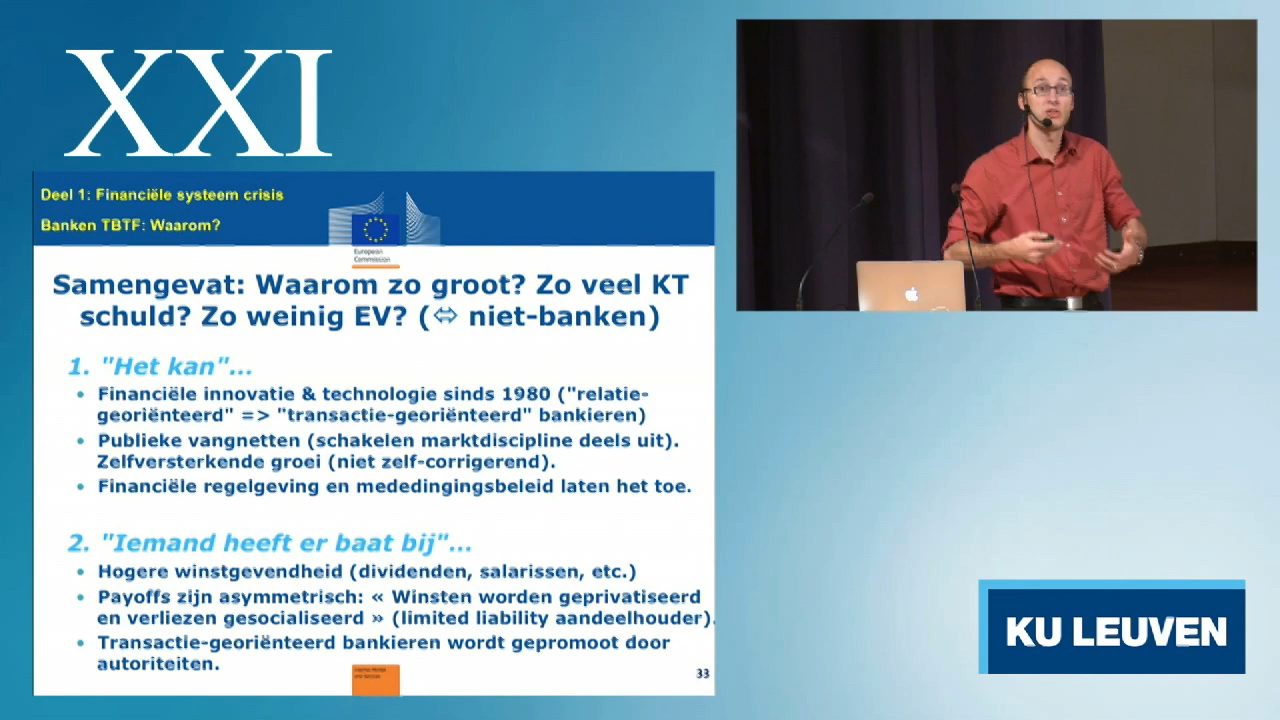 XXI
Deel 1: Financiële systeem crisis
Banken TBTF: Waarom?
European
Commission
Samengevat: Waarom zo groot? Zo veel KT
schuld? Zo weinig EV? (⇔ niet-banken)
1. "Het kan"...
• Financiële innovatie & technologie sinds 1980 ("relatie-
georiënteerd" => "transactie-georiënteerd" bankieren)
• Publieke vangnetten (schakelen marktdiscipline deels uit).
Zelfversterkende groei (niet zelf-corrigerend).
• Financiële regelgeving en mededingingsbeleid laten het toe.
2. "Iemand heeft er baat bij"...
• Hogere winstgevendheid (dividenden, salarissen, etc.)
• Payoffs zijn asymmetrisch: « Winsten worden geprivatiseerd
en verliezen gesocialiseerd » (limited liability aandeelhouder).
• Transactie-georiënteerd bankieren wordt gepromoot door
autoriteiten.
33
KU LEUVEN